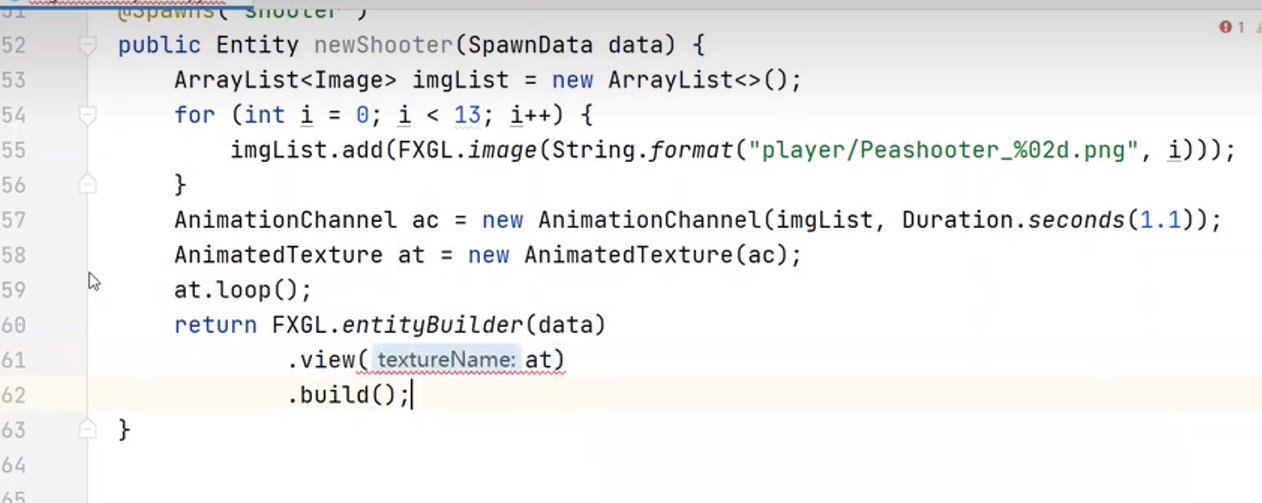 51 @Spawns("shooter")
52 public Entity newShooter(SpawnData data) {
53 ArrayList<Image> imgList = new ArrayList<>();
54 for (int i = 0; i < 13; i++) {
55 imgList.add(FXGL.image(String.format("player/Peashooter_%02d.png", i)));
56 }
57 AnimationChannel ac = new AnimationChannel(imgList, Duration.seconds(1.1));
58 AnimatedTexture at = new AnimatedTexture(ac);
59 at.loop();
60 return FXGL.entityBuilder(data)
61 .view( textureName: at)
62 .build();
63 }
64
65
1